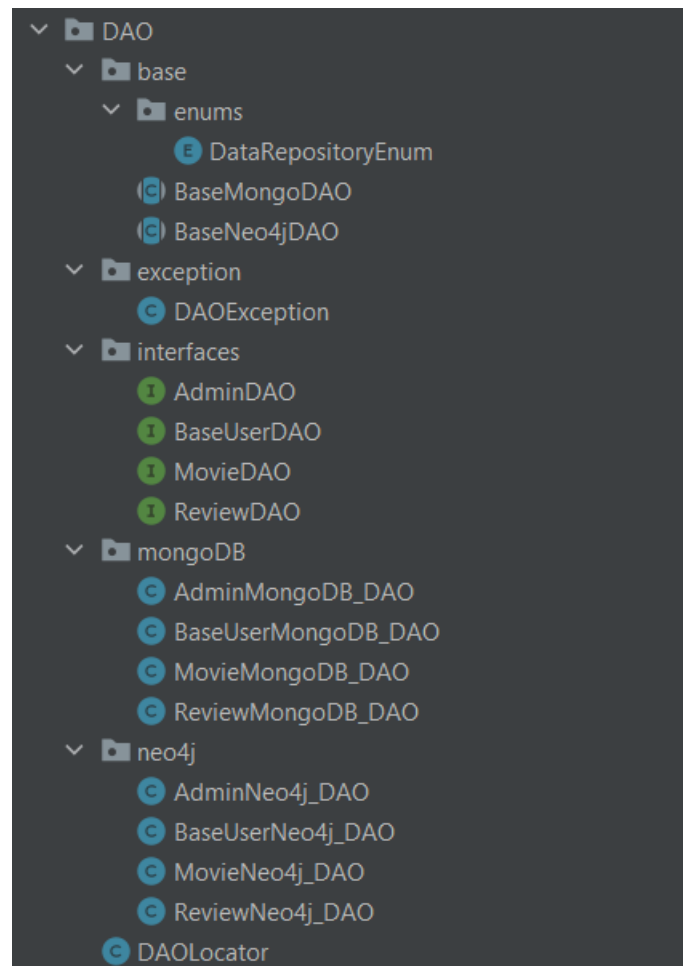 DAO
base
enums
E DataRepositoryEnum
C BaseMongoDAO
C BaseNeo4jDAO
exception
C DAOException
interfaces
I AdminDAO
I BaseUserDAO
I MovieDAO
I ReviewDAO
mongoDB
C AdminMongoDB_DAO
C BaseUserMongoDB_DAO
C MovieMongoDB_DAO
C ReviewMongoDB_DAO
neo4j
C AdminNeo4j_DAO
C BaseUserNeo4j_DAO
C MovieNeo4j_DAO
C ReviewNeo4j_DAO
C DAOLocator